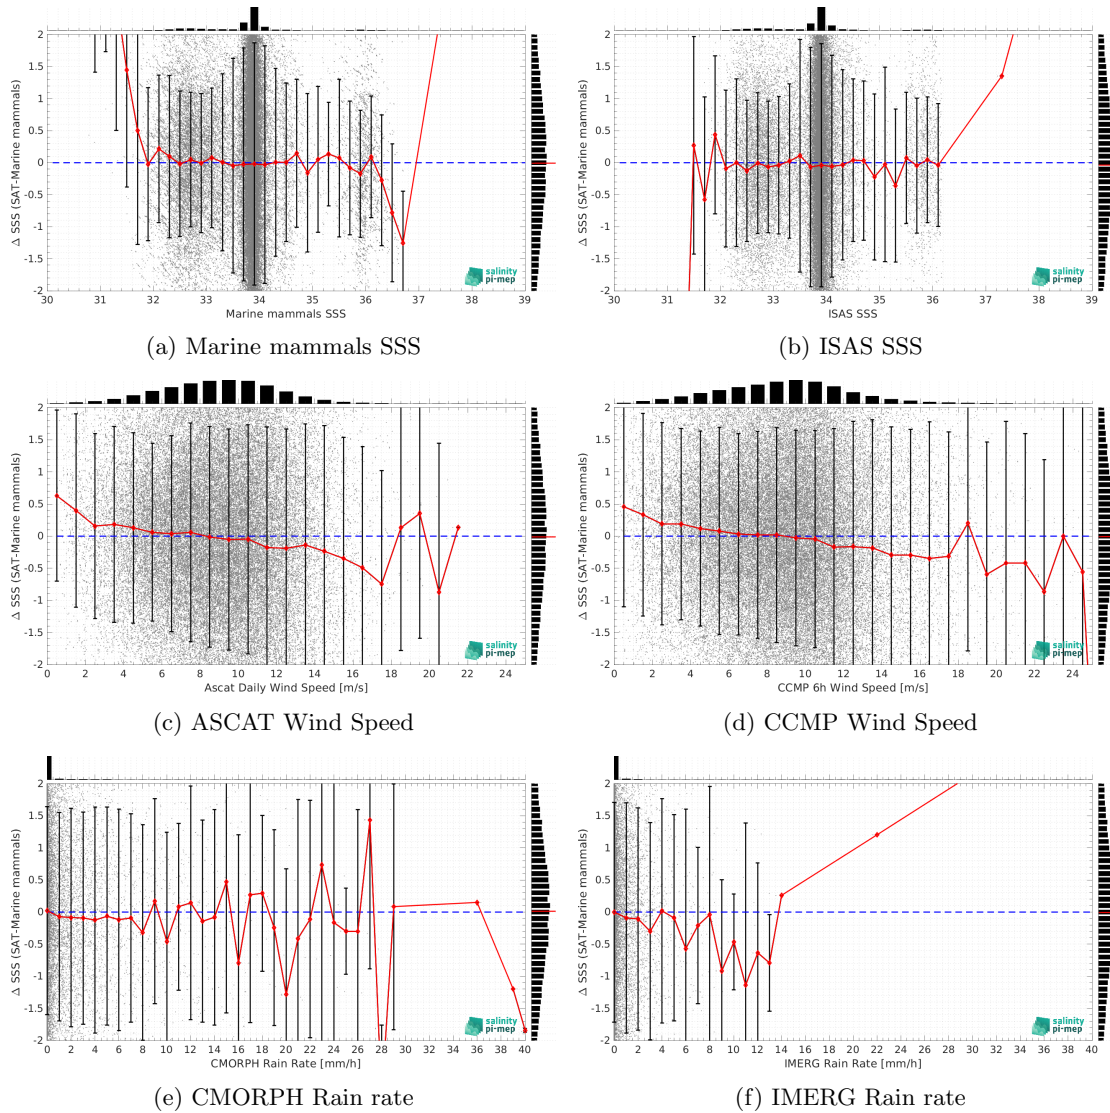 2
1.5
1
0.5
0
-0.5
-1
-1.5
-2
Δ SSS (SAT-Marine mammals)
30 31 32 33 34 35 36 37 38 39
Marine mammals SSS
salinity
pi-mep
(a) Marine mammals SSS
2
1.5
1
0.5
0
-0.5
-1
-1.5
-2
Δ SSS (SAT-Marine mammals)
30 31 32 33 34 35 36 37 38 39
ISAS SSS
salinity
pi-mep
(b) ISAS SSS
2
1.5
1
0.5
0
-0.5
-1
-1.5
-2
Δ SSS (SAT-Marine mammals)
0 2 4 6 8 10 12 14 16 18 20 22 24
Ascat Daily Wind Speed [m/s]
salinity
pi-mep
(c) ASCAT Wind Speed
2
1.5
1
0.5
0
-0.5
-1
-1.5
-2
Δ SSS (SAT-Marine mammals)
0 2 4 6 8 10 12 14 16 18 20 22 24
CCMP 6h Wind Speed [m/s]
salinity
pi-mep
(d) CCMP Wind Speed
2
1.5
1
0.5
0
-0.5
-1
-1.5
-2
Δ SSS (SAT-Marine mammals)
0 2 4 6 8 10 12 14 16 18 20 22 24 26 28 30 32 34 36 38 40
CMORPH Rain Rate [mm/h]
salinity
pi-mep
(e) CMORPH Rain rate
2
1.5
1
0.5
0
-0.5
-1
-1.5
-2
Δ SSS (SAT-Marine mammals)
0 2 4 6 8 10 12 14 16 18 20 22 24 26 28 30 32 34 36 38 40
IMERG Rain Rate [mm/h]
salinity
pi-mep
(f) IMERG Rain rate